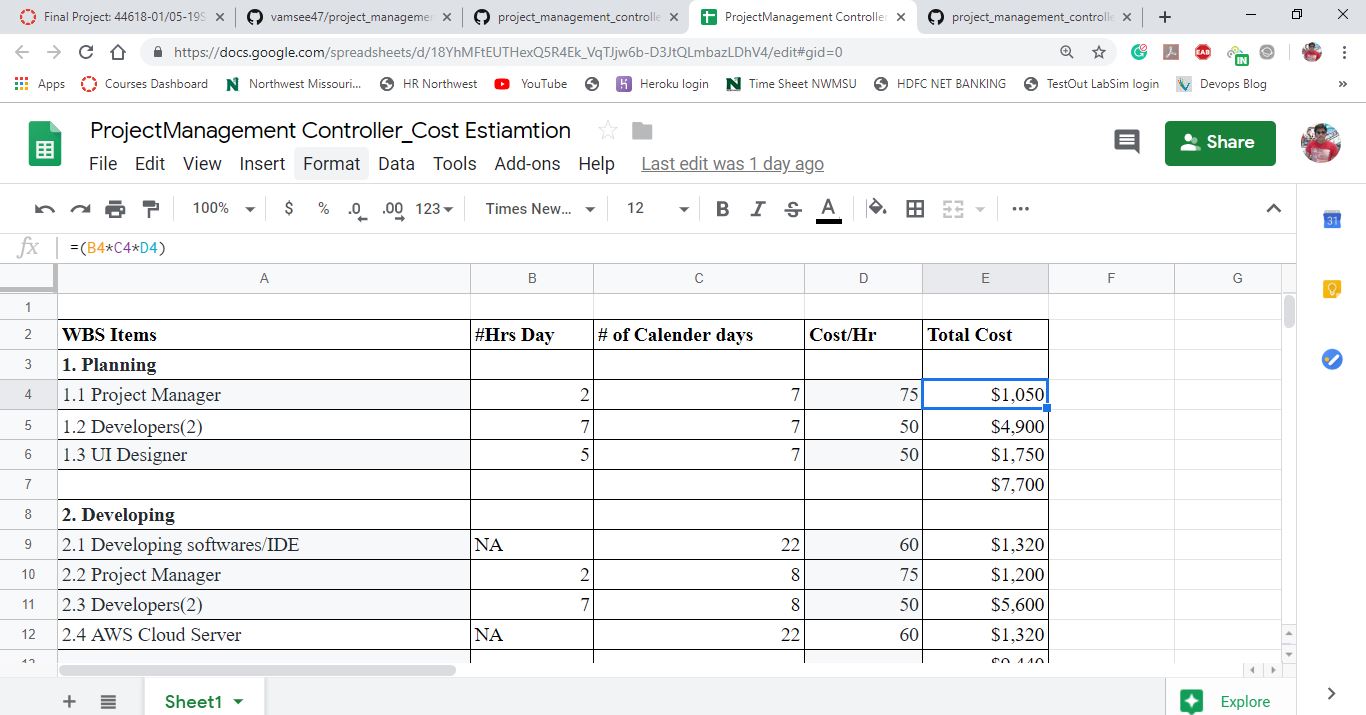 Final Project: 44618-01/05-19S
vamsee47/project_managemen
project_management_controlle
ProjectManagement Controller
project_management_controlle
https://docs.google.com/spreadsheets/d/18YhMFtEUTHexQ5R4Ek_VqTJjw6b-D3JtQLmbazLDhV4/edit#gid=0
EAB
IN
Apps
Courses Dashboard
N Northwest Missouri...
HR Northwest
YouTube
Heroku login
N Time Sheet NWMSU
HDFC NET BANKING
TestOut LabSim login
Devops Blog
»
ProjectManagement Controller_Cost Estiamtion
Share
File Edit View Insert Format Data Tools Add-ons Help Last edit was 1 day ago
100% $ % .0 .00 123 Times New... 12 B I S A
31
fx =(B4*C4*D4)
A B C D E F G
1
2 WBS Items #Hrs Day # of Calender days Cost/Hr Total Cost
3 1. Planning
4 1.1 Project Manager 2 7 75 $1,050
5 1.2 Developers(2) 7 7 50 $4,900
6 1.3 UI Designer 5 7 50 $1,750
7 $7,700
8 2. Developing
9 2.1 Developing softwares/IDE NA 22 60 $1,320
10 2.2 Project Manager 2 8 75 $1,200
11 2.3 Developers(2) 7 8 50 $5,600
12 2.4 AWS Cloud Server NA 22 60 $1,320
13 $9,440
Sheet1
Explore